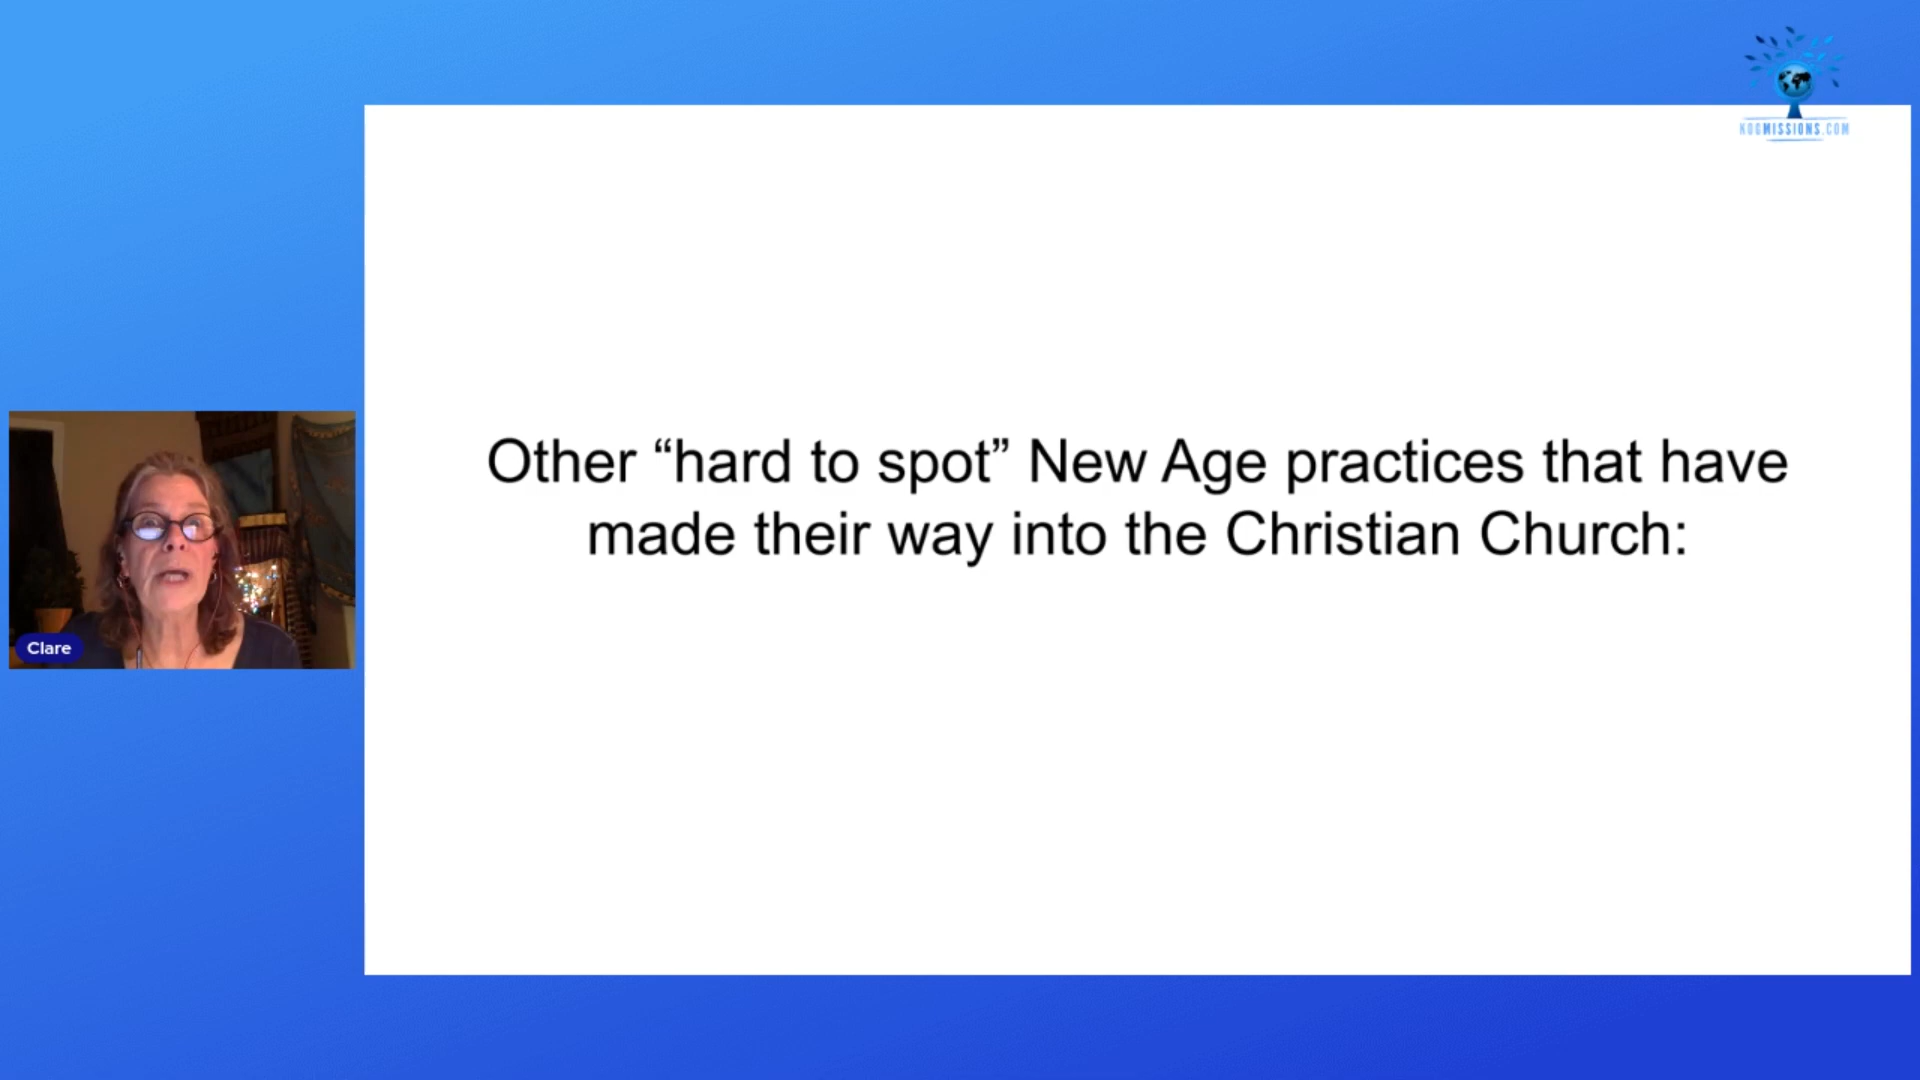 KOGMISSIONS.COM
Other “hard to spot” New Age practices that have
made their way into the Christian Church:
Clare